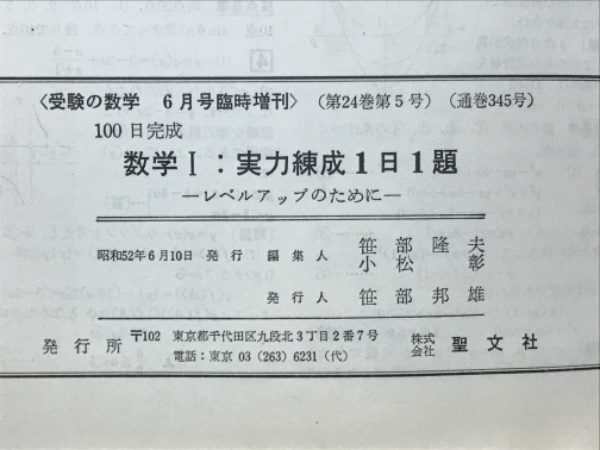 〈受験の数学 6月号臨時増刊〉 (第24巻第5号) (通巻345号)
100日完成
数学Ⅰ:実力練成1日1題
―レベルアップのために―
昭和52年6月10日 発行 編集人 笹部隆夫
小松彰
発行人 笹部邦雄
発行所 〒102 東京都千代田区九段北3丁目2番7号 株式会社 聖文社
電話:東京 03 (263) 6231 (代)